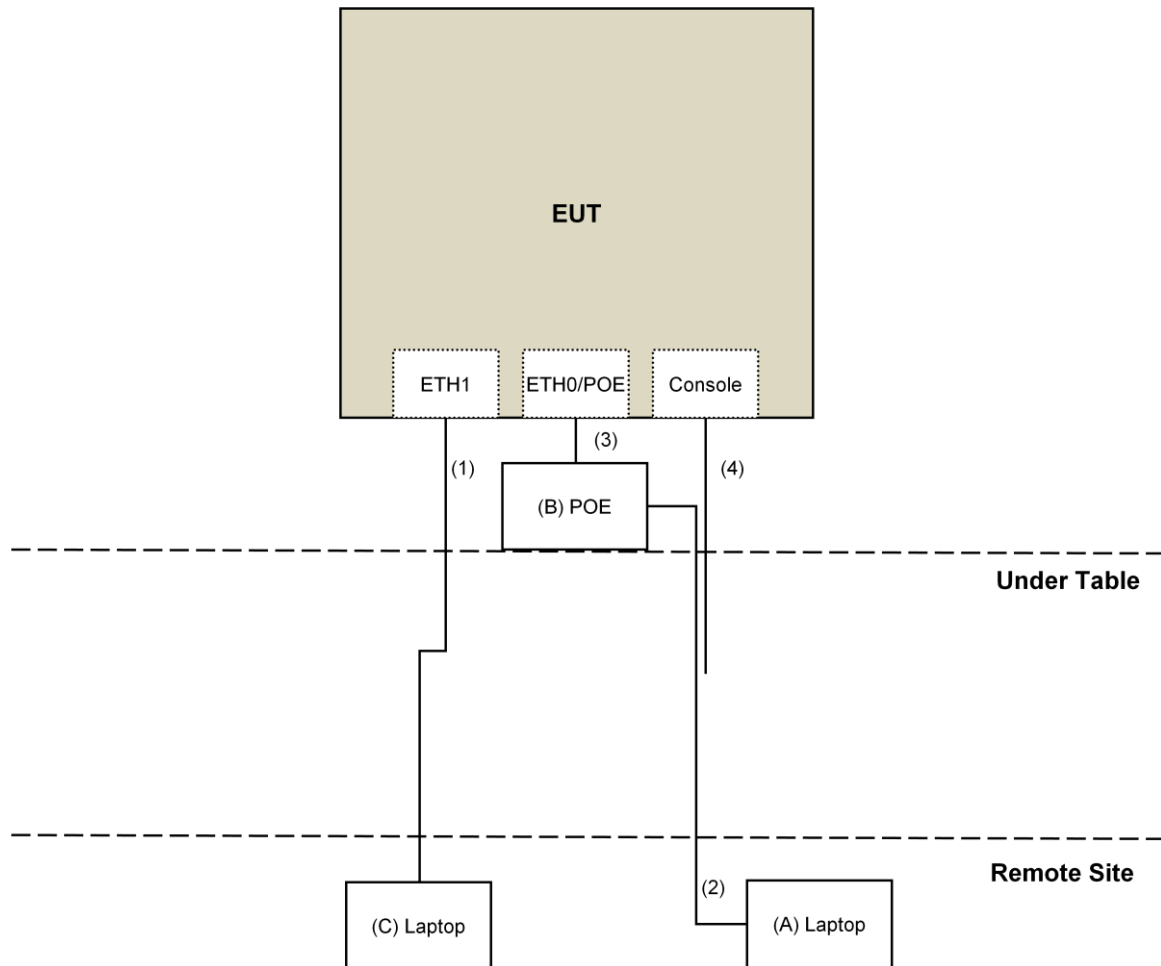 EUT
ETH1
ETH0/POE
Console
(1)
(3)
(4)
(B) POE
Under Table
Remote Site
(2)
(C) Laptop
(A) Laptop